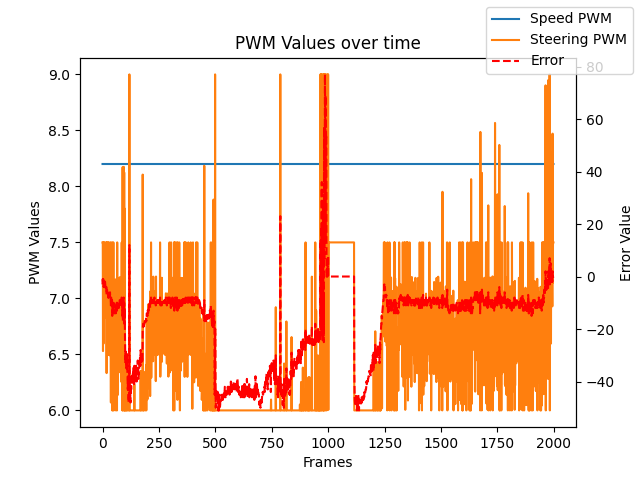 PWM Values over time
Speed PWM
Steering PWM
Error
9.0
8.5
8.0
7.5
7.0
6.5
6.0
PWM Values
80
60
40
20
0
−20
−40
Error Value
0 250 500 750 1000 1250 1500 1750 2000
Frames